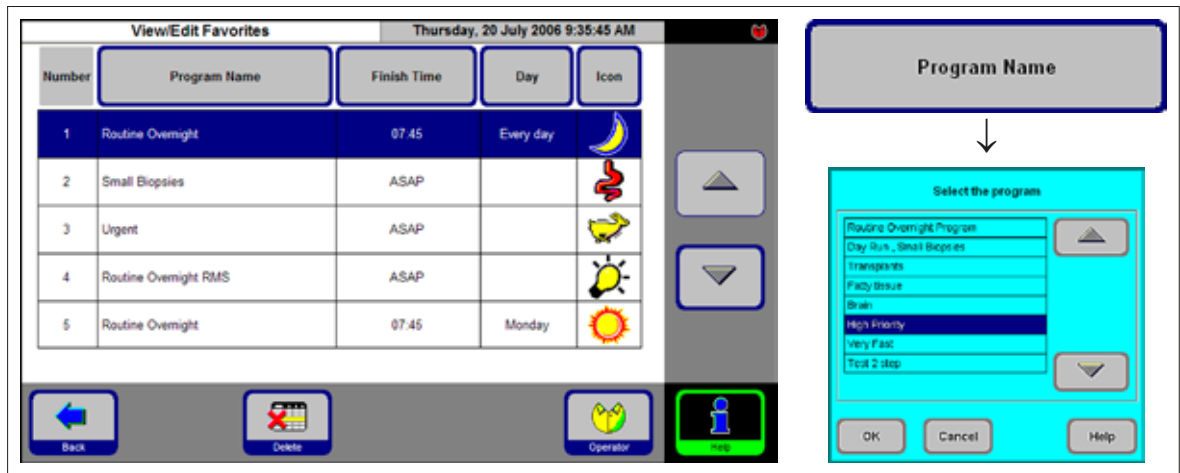 View/Edit Favorites Thursday, 20 July 2006 9:35:45 AM
Number Program Name Finish Time Day Icon
1 Routine Overnight 07:45 Every day
2 Small Biopsies ASAP
3 Urgent ASAP
4 Routine Overnight RMS ASAP
5 Routine Overnight 07:45 Monday
Back Delete Operator Help
Program Name
↓
Select the program
Routine Overnight Program
Day Run , Small Biopsies
Transplants
Fatty tissue
Brain
High Priority
Very Fast
Test 2 step
OK Cancel Help